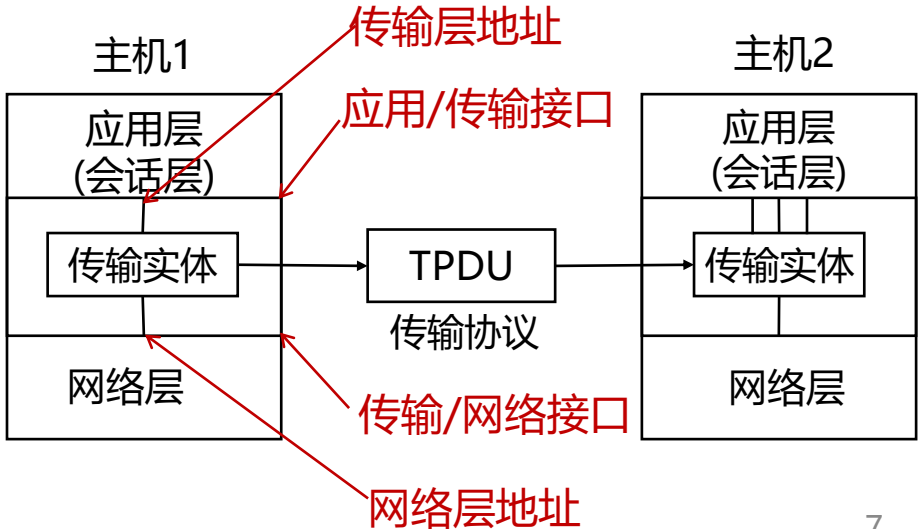 传输层地址
主机1
主机2
应用/传输接口
应用层
(会话层)
应用层
(会话层)
传输实体
TPDU
传输实体
传输协议
网络层
网络层
传输/网络接口
网络层地址
7